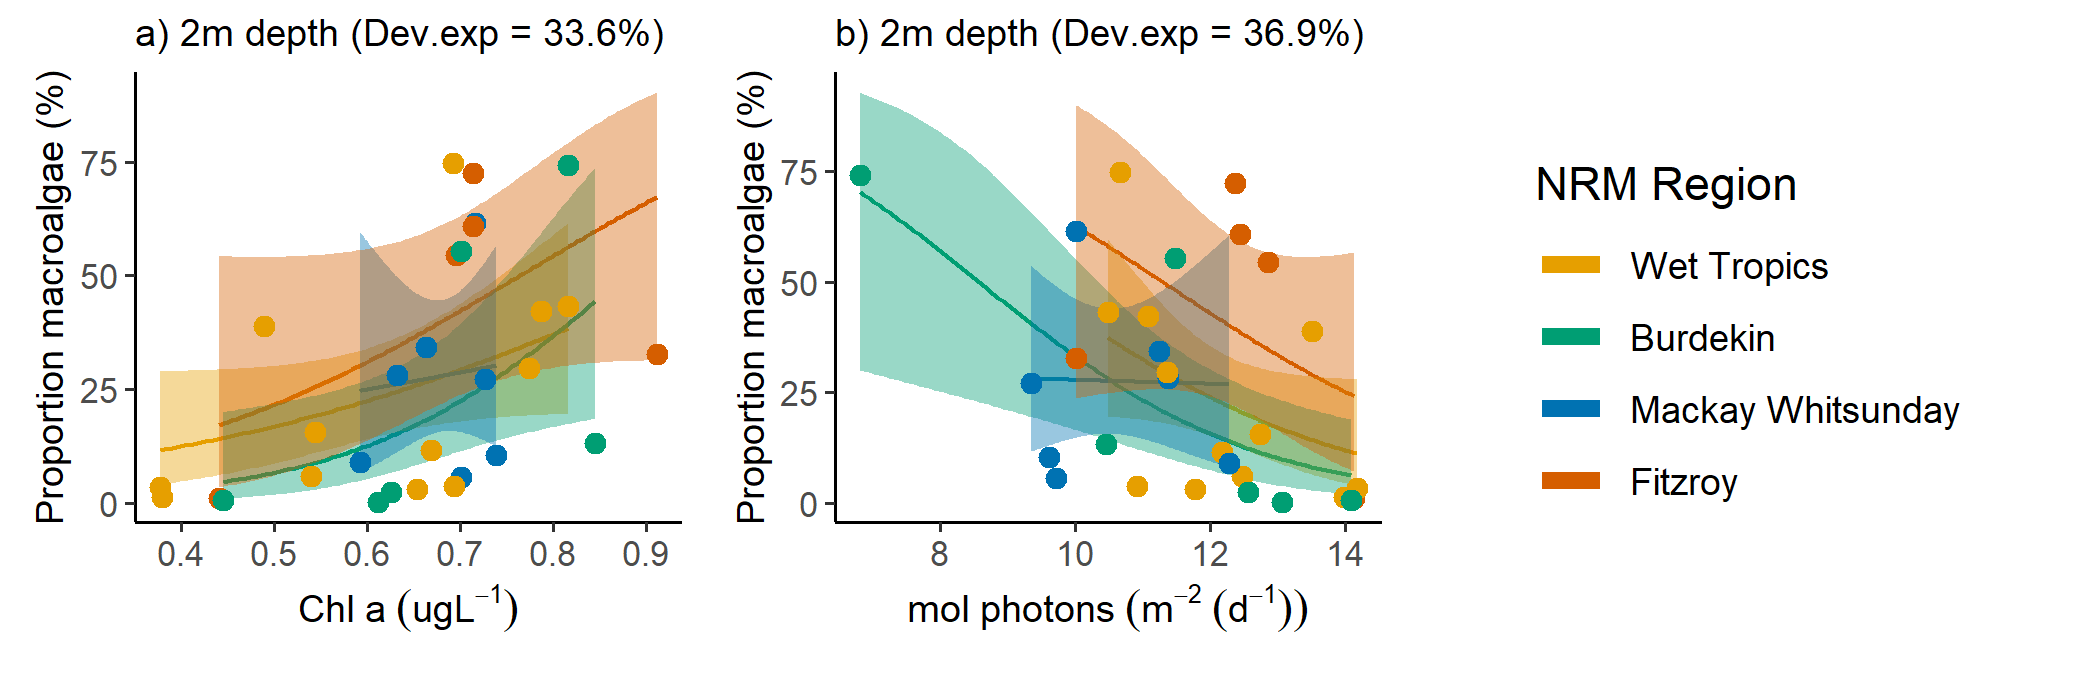 a) 2m depth (Dev.exp = 33.6%)
Proportion macroalgae (%)
75
50
25
0
0.4 0.5 0.6 0.7 0.8 0.9
Chl a (ugL⁻¹)
b) 2m depth (Dev.exp = 36.9%)
Proportion macroalgae (%)
75
50
25
0
8 10 12 14
mol photons (m⁻² (d⁻¹))
NRM Region
Wet Tropics
Burdekin
Mackay Whitsunday
Fitzroy